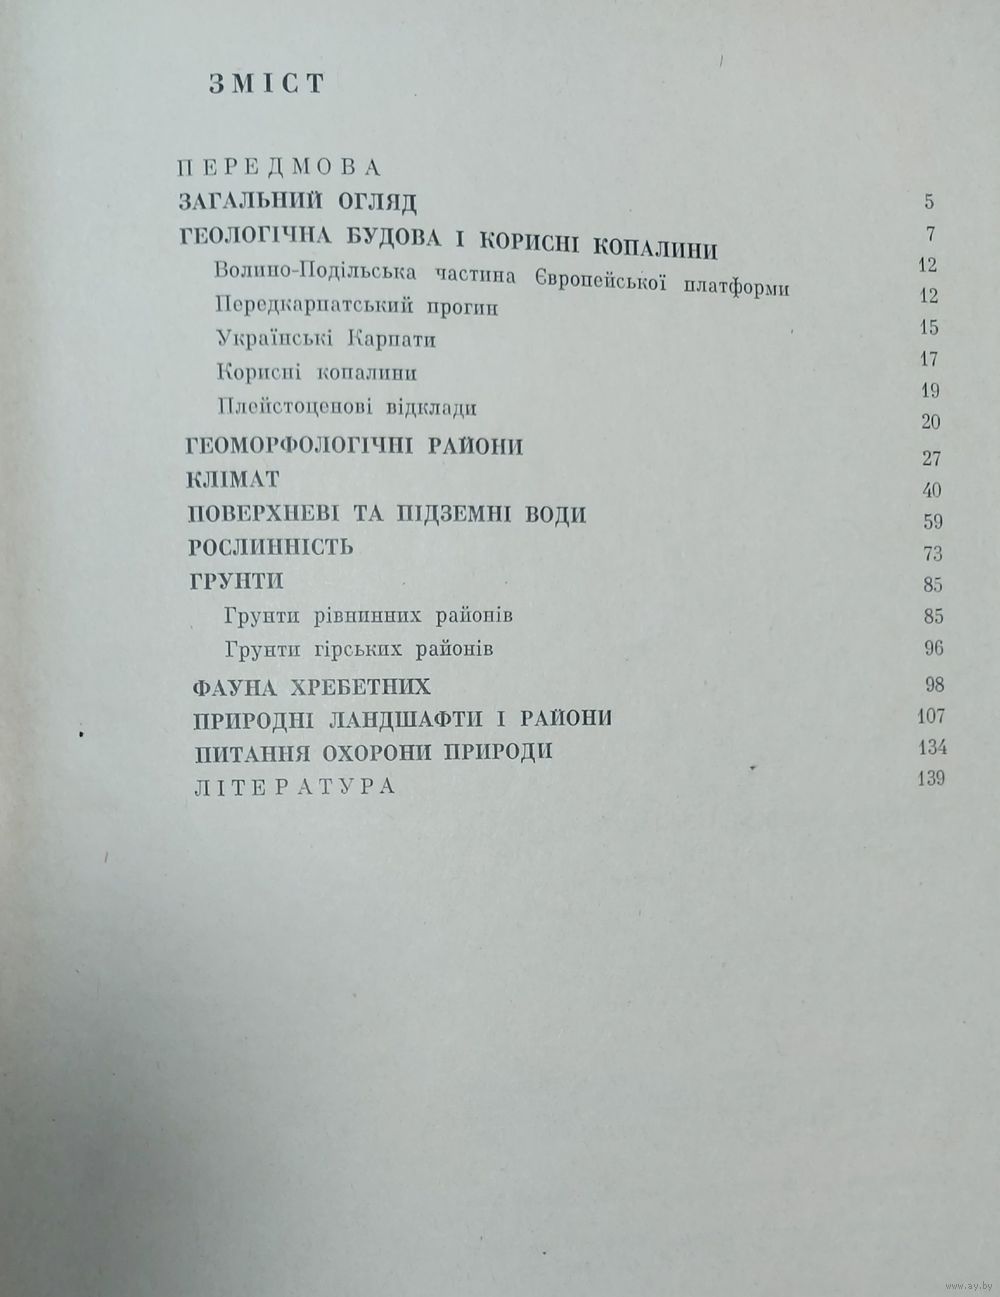 ЗМІСТ
ПЕРЕДМОВА 5
ЗАГАЛЬНИЙ ОГЛЯД 7
ГЕОЛОГІЧНА БУДОВА І КОРИСНІ КОПАЛИНИ 12
Волино-Подільська частина Європейської платформи 12
Передкарпатський прогин 15
Українські Карпати 17
Корисні копалини 19
Плейстоценові відклади 20
ГЕОМОРФОЛОГІЧНІ РАЙОНИ 27
КЛІМАТ 40
ПОВЕРХНЕВІ ТА ПІДЗЕМНІ ВОДИ 59
РОСЛИННІСТЬ 73
ГРУНТИ 85
Грунти рівнинних районів 85
Грунти гірських районів 96
ФАУНА ХРЕБЕТНИХ 98
ПРИРОДНІ ЛАНДШАФТИ І РАЙОНИ 107
ПИТАННЯ ОХОРОНИ ПРИРОДИ 134
ЛІТЕРАТУРА 139
www.ay.by